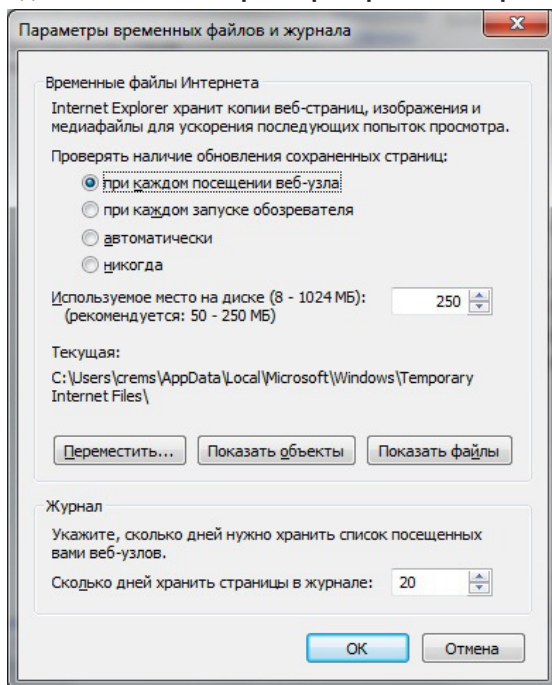 Параметры временных файлов и журнала
Временные файлы Интернета
Internet Explorer хранит копии веб-страниц, изображения и
медиафайлы для ускорения последующих попыток просмотра.
Проверять наличие обновления сохраненных страниц:
при каждом посещении веб-узла
при каждом запуске обозревателя
автоматически
никогда
Используемое место на диске (8 - 1024 МБ): 250
(рекомендуется: 50 - 250 МБ)
Текущая:
C:\Users\crems\AppData\Local\Microsoft\Windows\Temporary
Internet Files\
Переместить... Показать объекты Показать файлы
Журнал
Укажите, сколько дней нужно хранить список посещенных
вами веб-узлов.
Сколько дней хранить страницы в журнале: 20
ОК Отмена